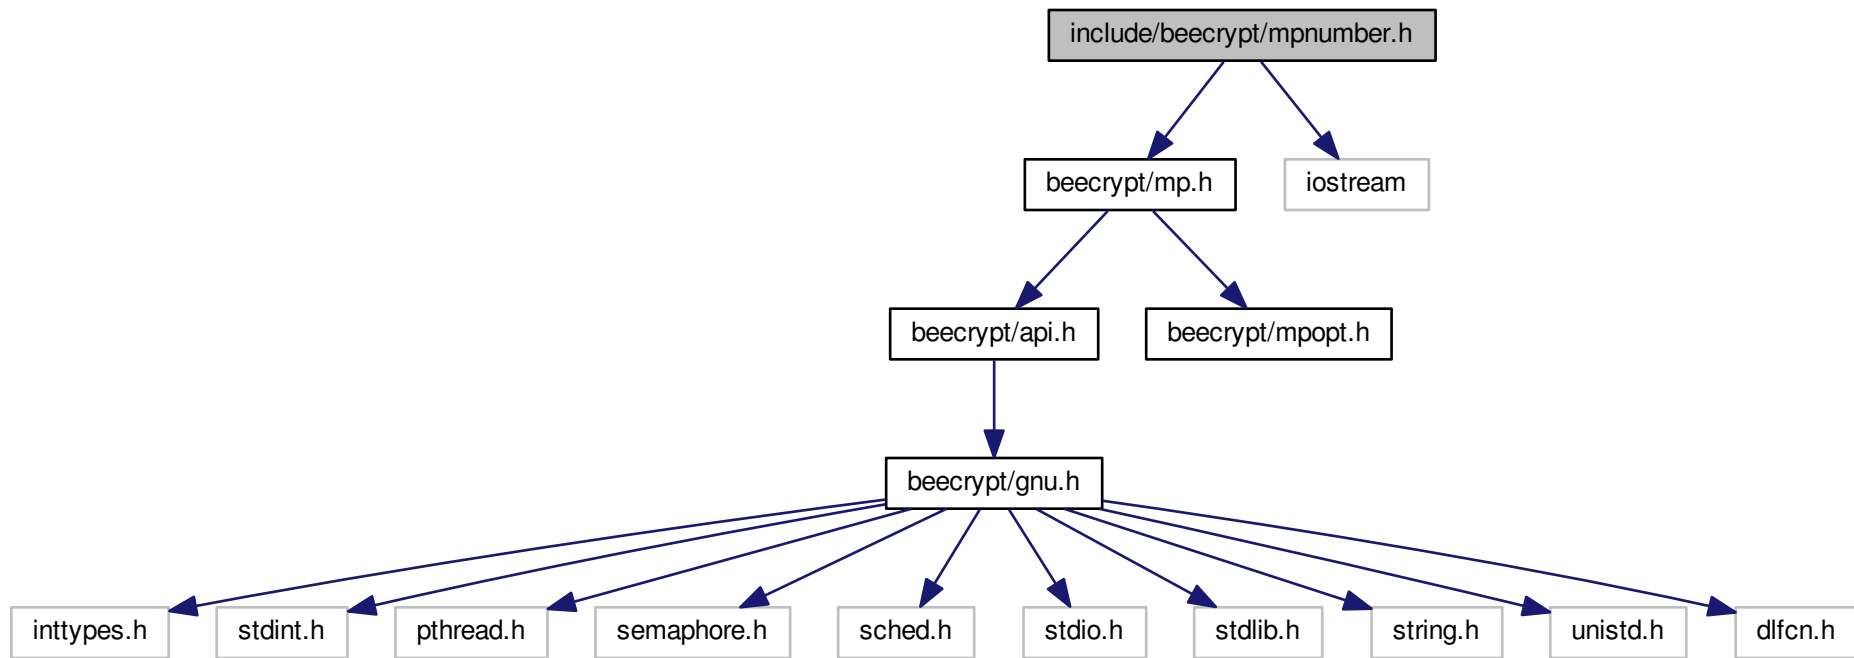 include/beecrypt/mpnumber.h
beecrypt/mp.h
iostream
beecrypt/api.h
beecrypt/mpopt.h
beecrypt/gnu.h
inttypes.h
stdint.h
pthread.h
semaphore.h
sched.h
stdio.h
stdlib.h
string.h
unistd.h
dlfcn.h